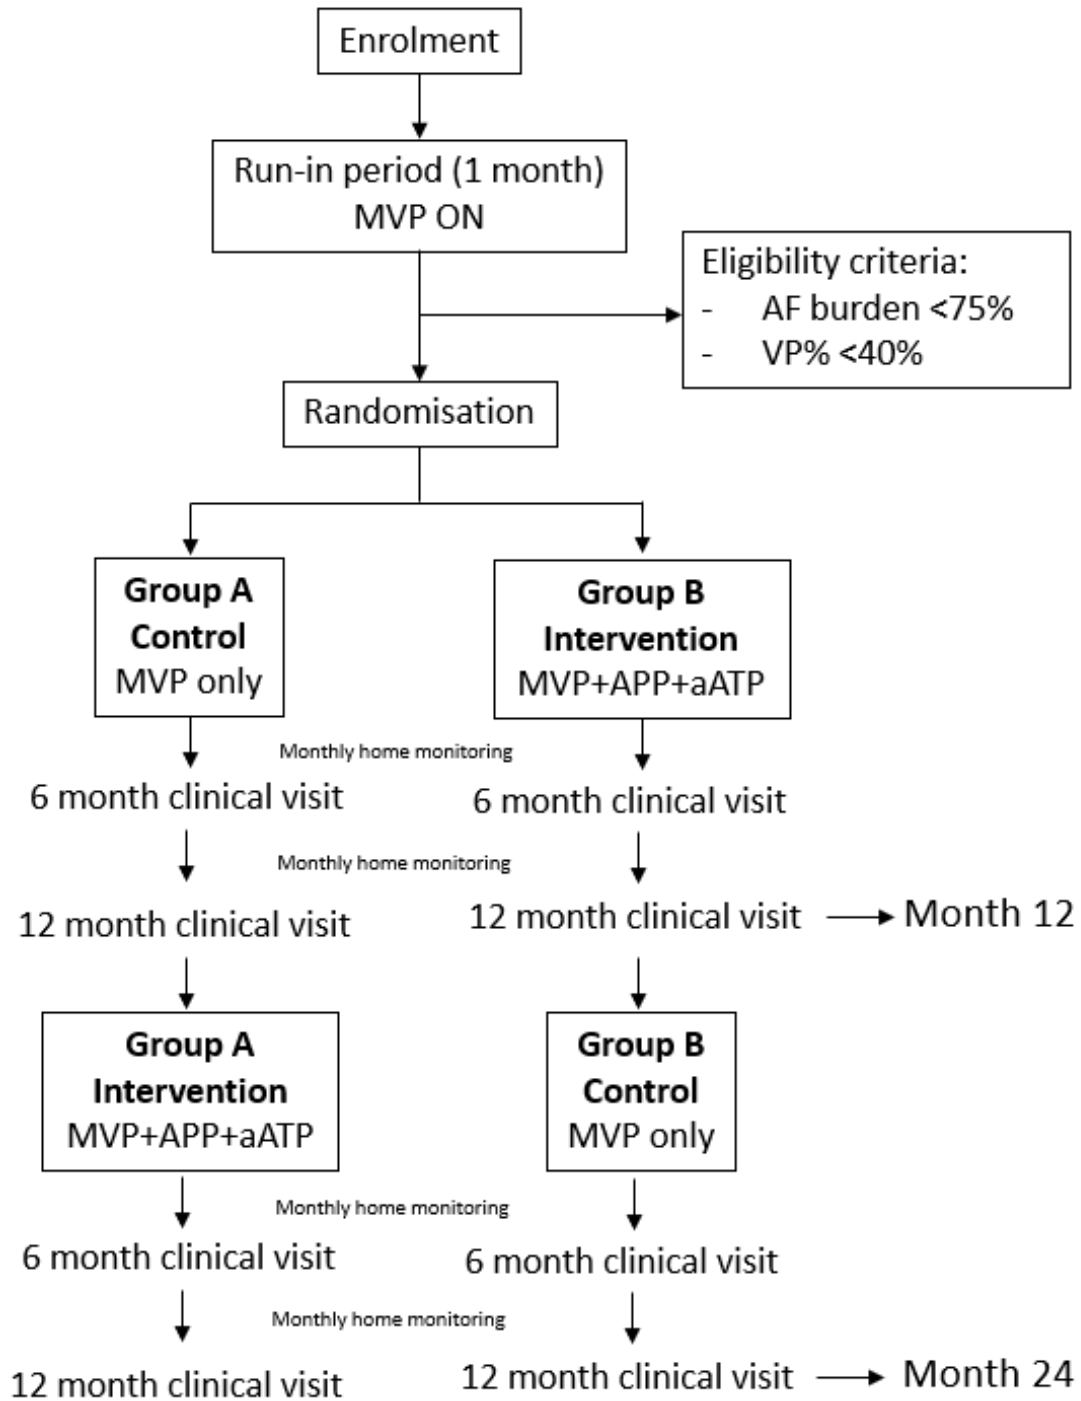 Enrolment
Run-in period (1 month)
MVP ON
Eligibility criteria:
- AF burden <75%
- VP% <40%
Randomisation
Group A
Control
MVP only
Group B
Intervention
MVP+APP+aATP
Monthly home monitoring
6 month clinical visit
6 month clinical visit
Monthly home monitoring
12 month clinical visit
12 month clinical visit
Month 12
Group A
Intervention
MVP+APP+aATP
Group B
Control
MVP only
Monthly home monitoring
6 month clinical visit
6 month clinical visit
Monthly home monitoring
12 month clinical visit
12 month clinical visit
Month 24